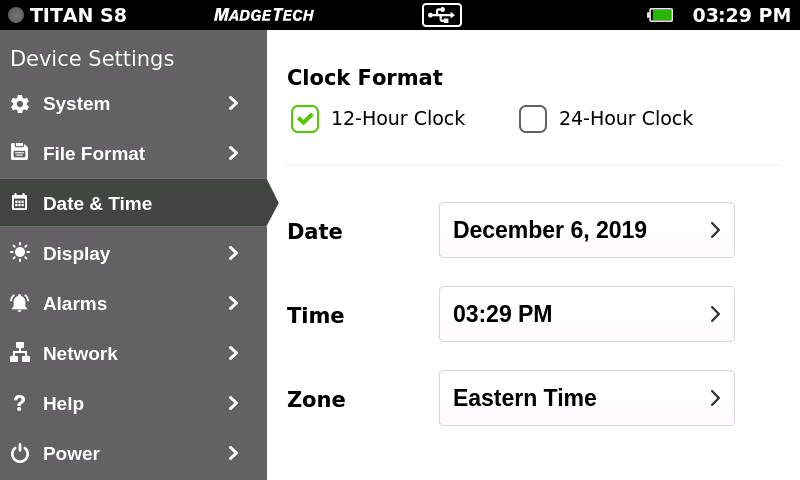 TITAN S8
MADGETECH
03:29 PM
Device Settings
System
File Format
Date & Time
Display
Alarms
Network
Help
Power
Clock Format
12-Hour Clock
24-Hour Clock
Date
December 6, 2019
Time
03:29 PM
Zone
Eastern Time